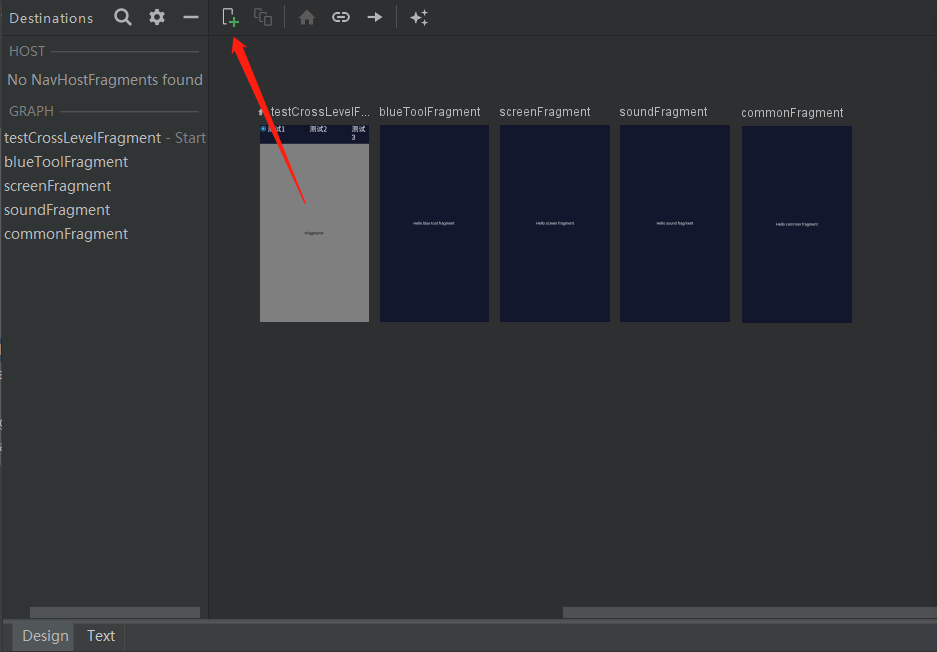 Destinations
HOST
No NavHostFragments found
GRAPH
testCrossLevelFragment - Start
blueToolFragment
screenFragment
soundFragment
commonFragment
testCrossLevelF...
blueToolFragment
screenFragment
soundFragment
commonFragment
测试1
测试2
测试
3
<fragment>
Hello blue tool fragment
Hello screen fragment
Hello sound fragment
Hello common fragment
Design
Text